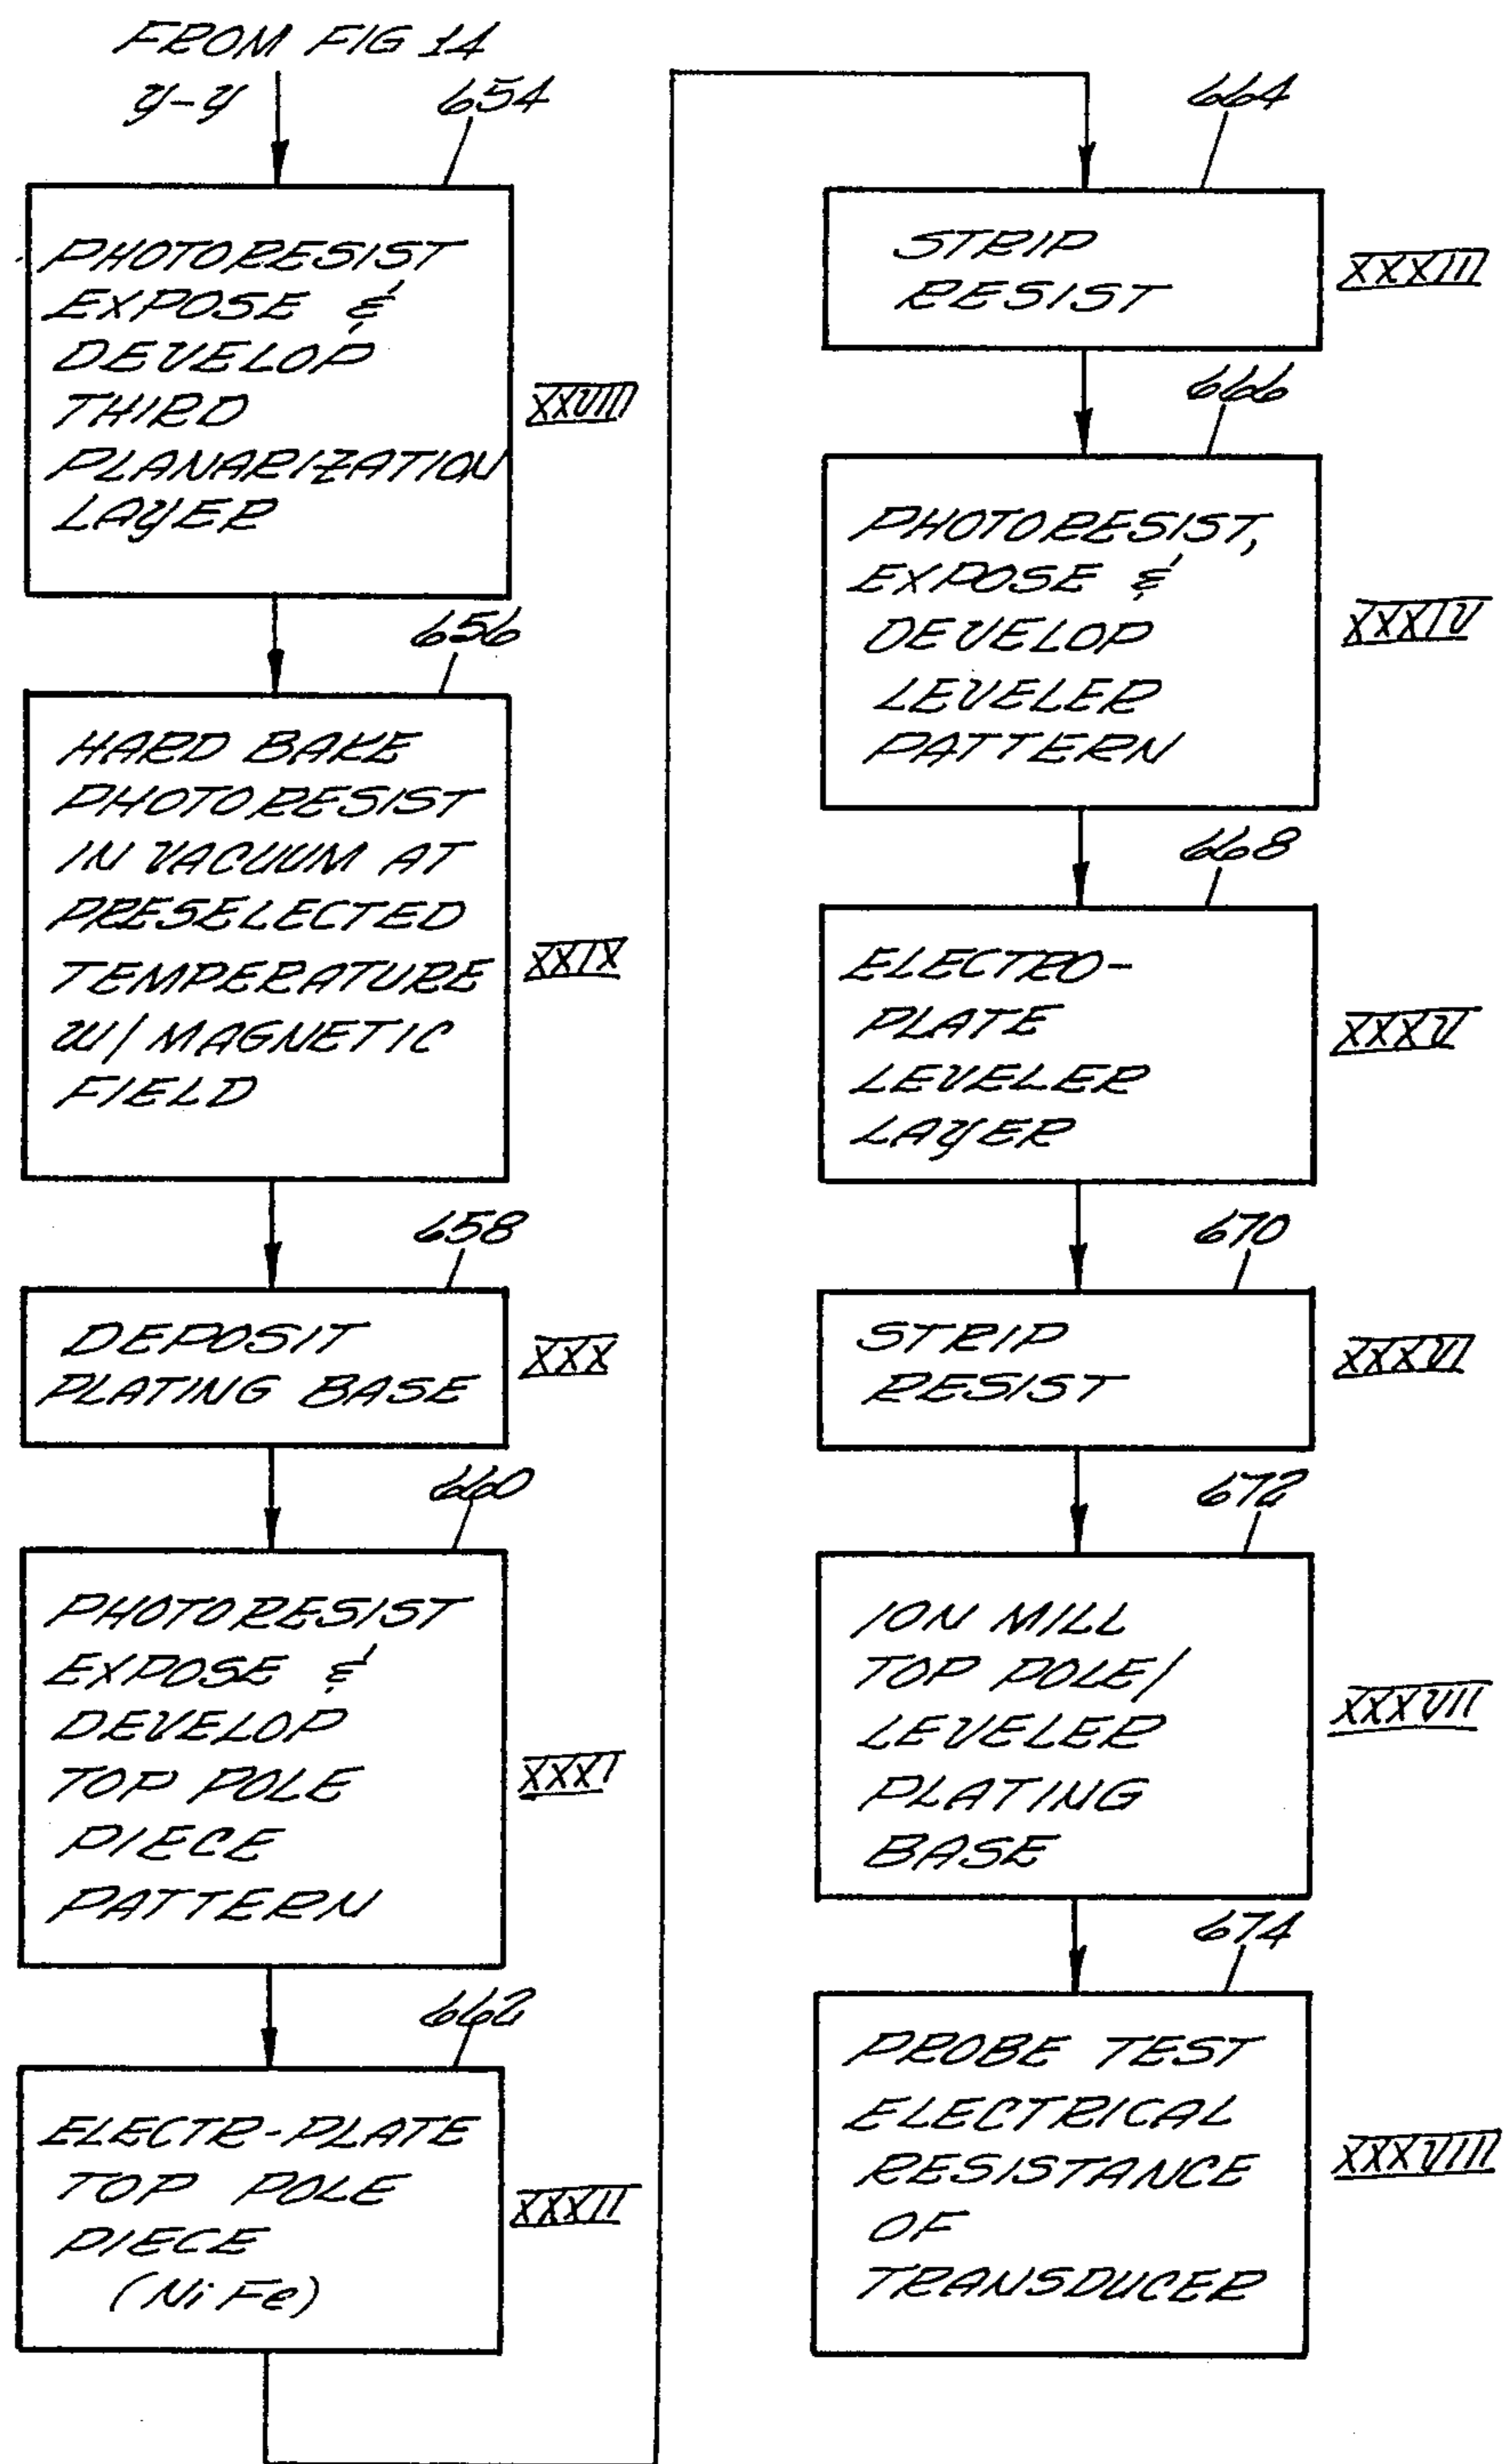 FROM FIG 14
y-y
654
PHOTORESIST
EXPOSE &
DEVELOP
THIRD
PLANARIZATION
LAYER
XXVIII
656
HARD BAKE
PHOTORESIST
IN VACUUM AT
PRESELECTED
TEMPERATURE
W/ MAGNETIC
FIELD
XXIX
658
DEPOSIT
PLATING BASE
XXX
660
PHOTORESIST
EXPOSE &
DEVELOP
TOP POLE
PIECE
PATTERN
XXXI
662
ELECTR-PLATE
TOP POLE
PIECE
(NiFe)
XXXII
664
STRIP
RESIST
XXXIII
666
PHOTORESIST,
EXPOSE &
DEVELOP
LEVELER
PATTERN
XXXIV
668
ELECTRO-
PLATE
LEVELER
LAYER
XXXV
670
STRIP
RESIST
XXXVI
672
ION MILL
TOP POLE/
LEVELER
PLATING
BASE
XXXVII
674
PROBE TEST
ELECTRICAL
RESISTANCE
OF
TRANSDUCER
XXXVIII